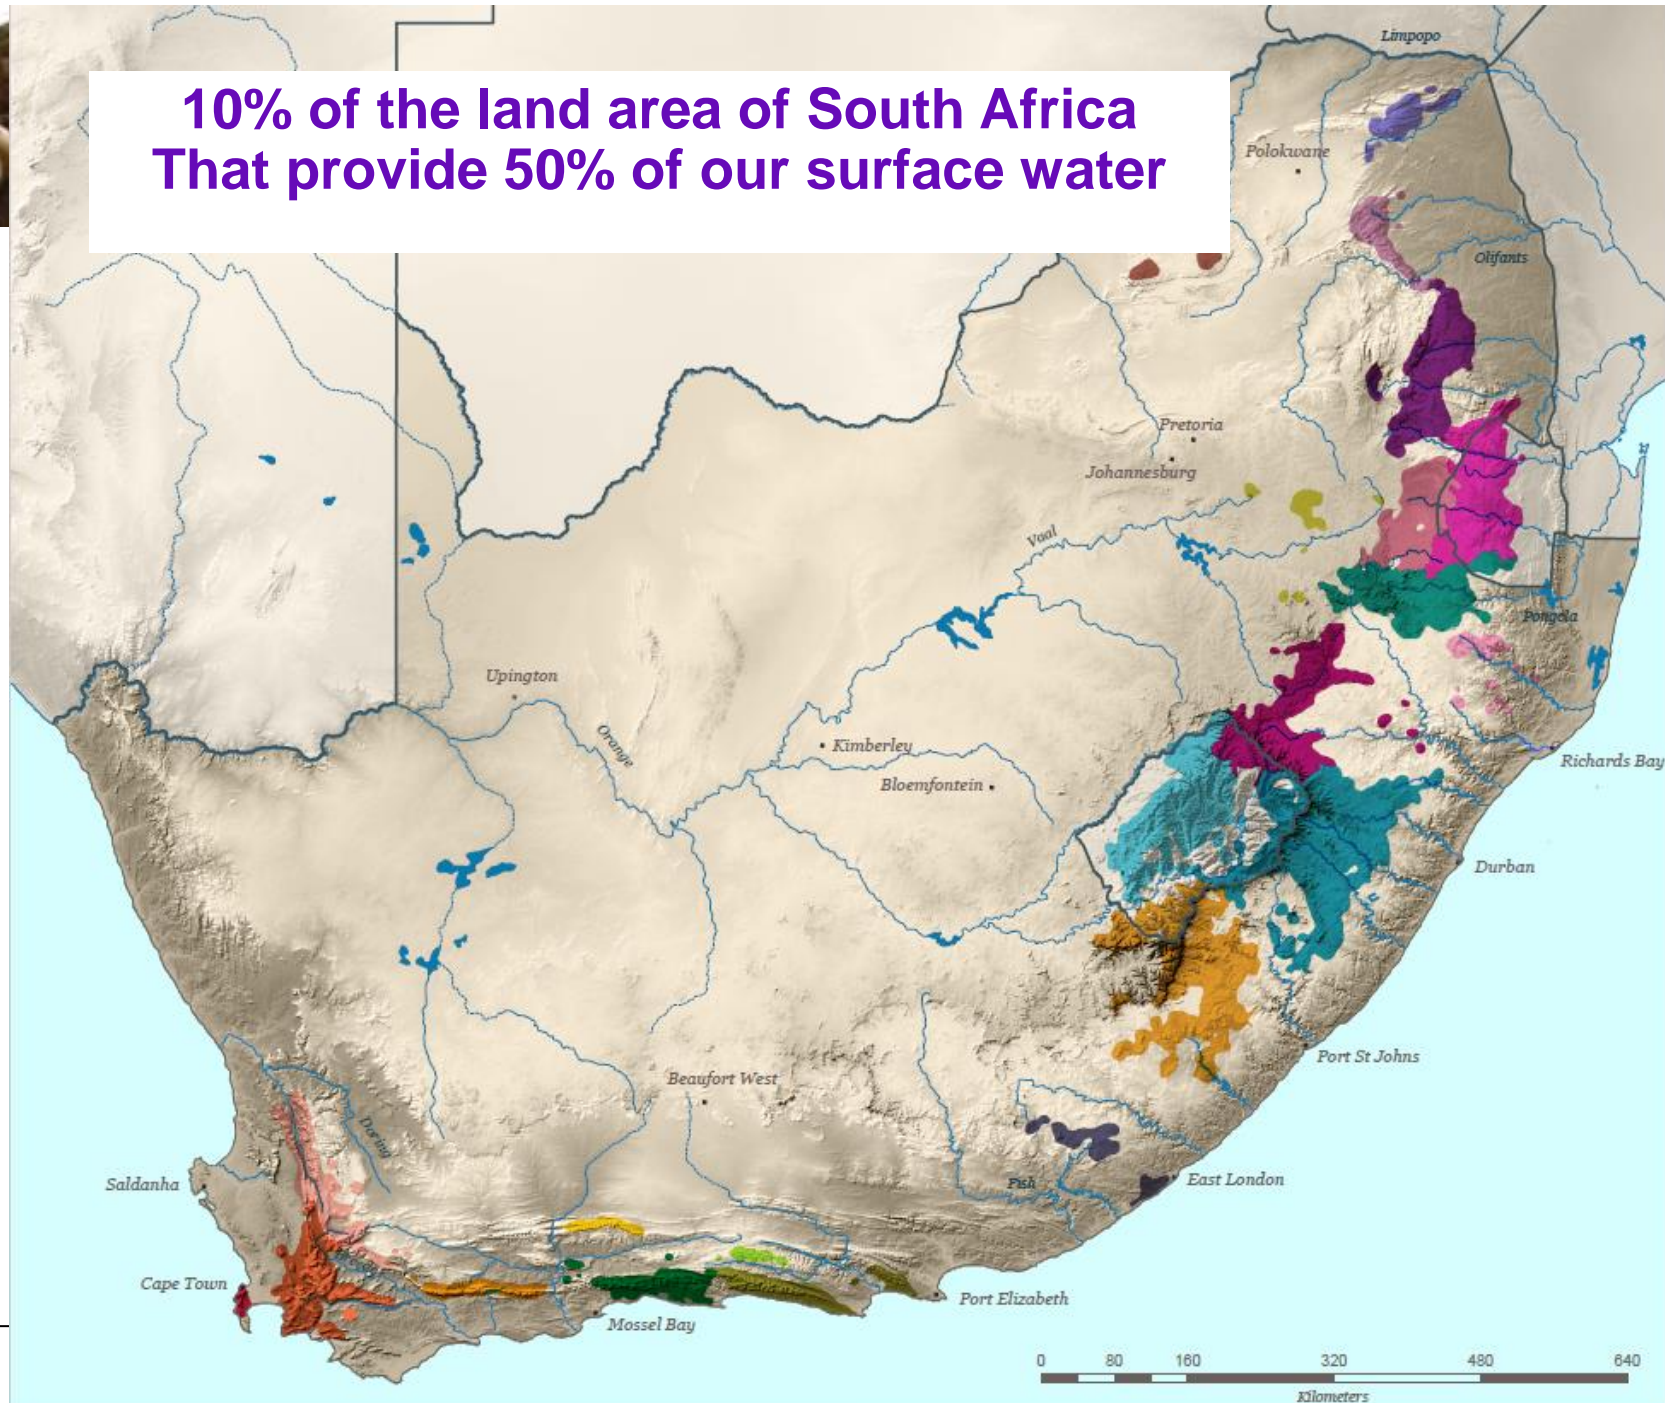 10% of the land area of South Africa
That provide 50% of our surface water
Limpopo
Polokwane
Olifants
Pretoria
Johannesburg
Vaal
Pongola
Upington
Orange
Kimberley
Bloemfontein
Richards Bay
Durban
Port St Johns
Beaufort West
Doring
Saldanha
Fish
East London
Cape Town
Port Elizabeth
Mossel Bay
0 80 160 320 480 640
Kilometers